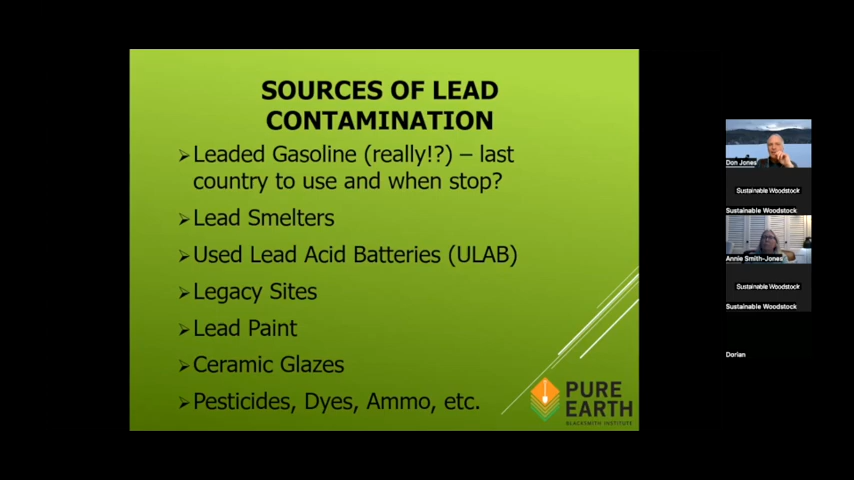 SOURCES OF LEAD
CONTAMINATION
➢Leaded Gasoline (really!?) – last
country to use and when stop?
➢Lead Smelters
➢Used Lead Acid Batteries (ULAB)
➢Legacy Sites
➢Lead Paint
➢Ceramic Glazes
➢Pesticides, Dyes, Ammo, etc.
PURE
EARTH
BLACKSMITH INSTITUTE
Don Jones
Sustainable Woodstock
Sustainable Woodstock
Annie Smith-Jones
Sustainable Woodstock
Sustainable Woodstock
Dorian